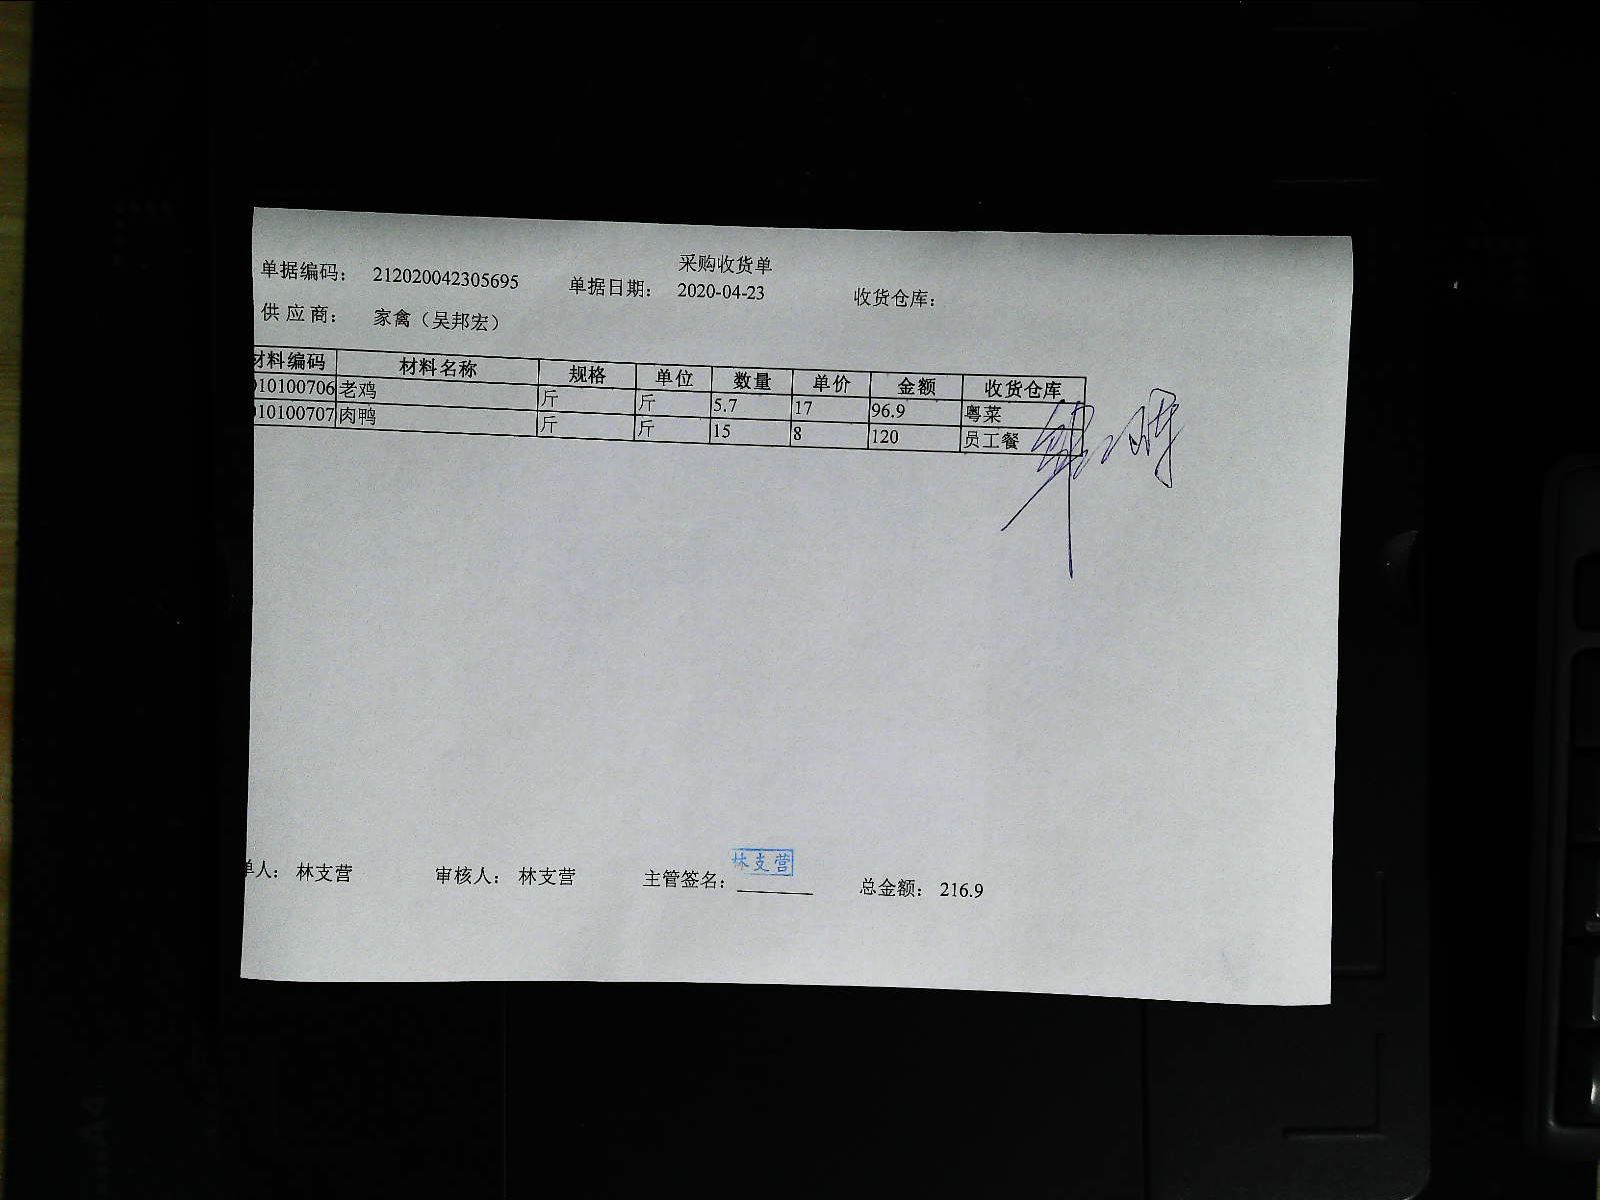 采购收货单
单据编码： 212020042305695 单据日期： 2020-04-23 收货仓库：
供应商： 家禽（吴邦宏）
材料编码 材料名称 规格 单位 数量 单价 金额 收货仓库
10100706 老鸡 斤 斤 5.7 17 96.9 粤菜
10100707 肉鸭 斤 斤 15 8 120 员工餐
林支营
单人： 林支营 审核人： 林支营 主管签名： 总金额： 216.9